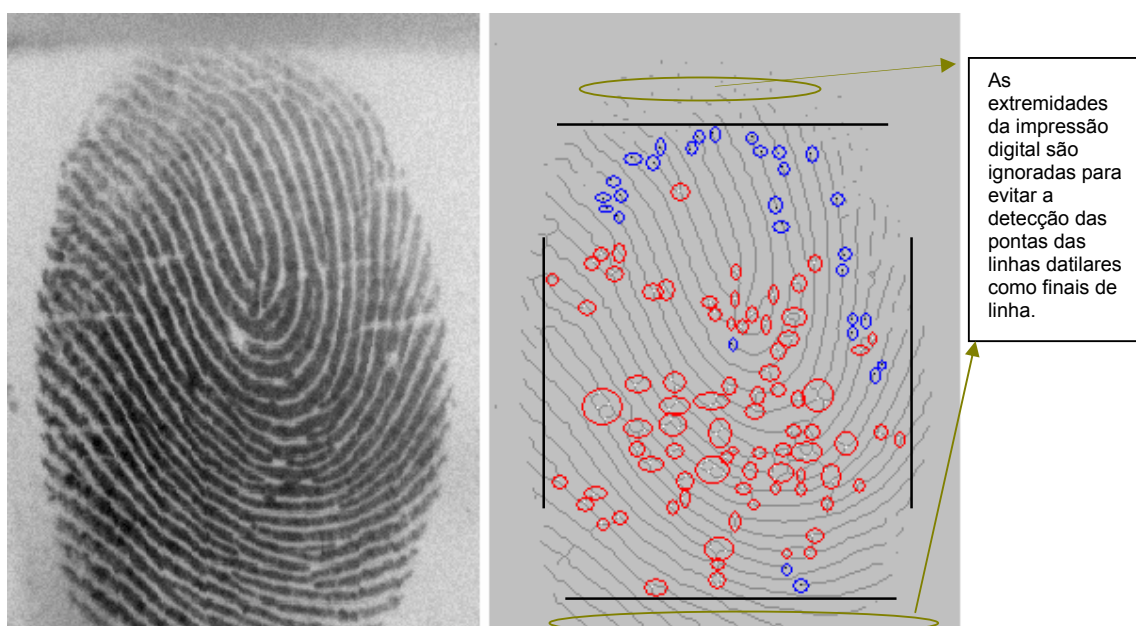 As
extremidades
da impressão
digital são
ignoradas para
evitar a
detecção das
pontas das
linhas datilares
como finais de
linha.